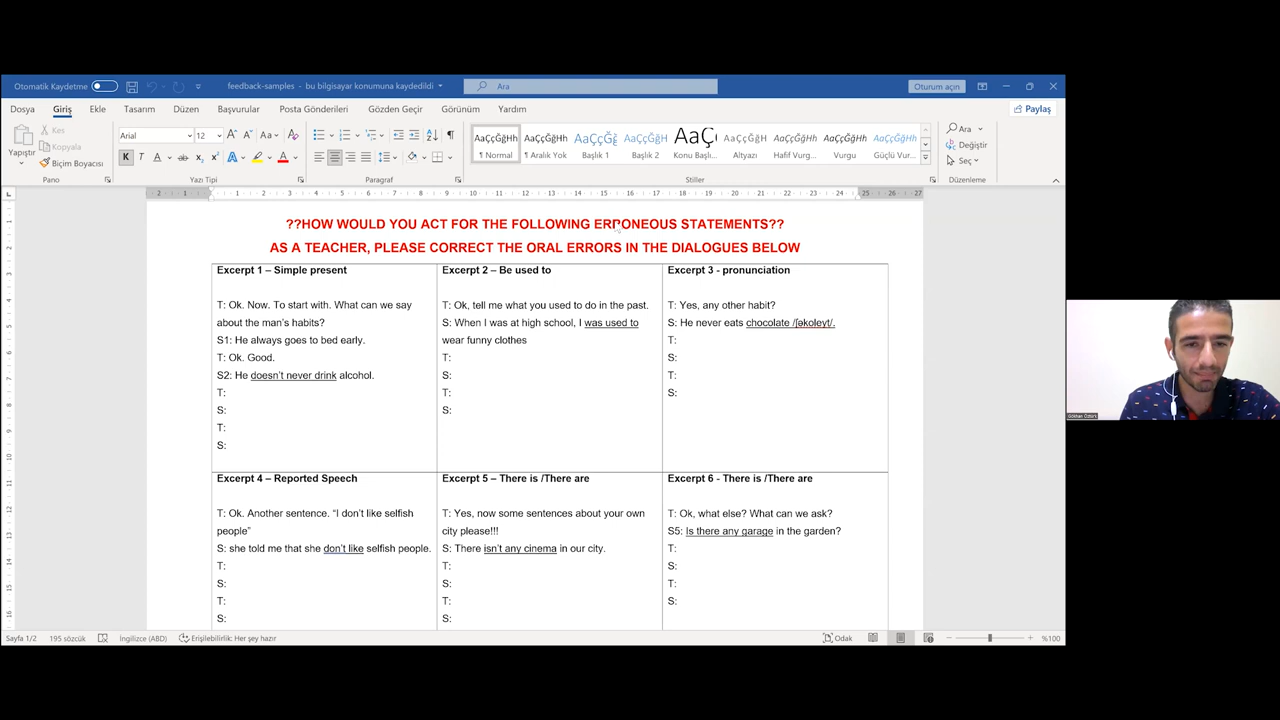 Otomatik Kaydetme
feedback-samples - bu bilgisayar konumuna kaydedildi
Ara
Oturum açın
Dosya Giriş Ekle Tasarım Düzen Başvurular Posta Gönderileri Gözden Geçir Görünüm Yardım
Paylaş
Yapıştır
Kes
Kopyala
Biçim Boyacısı
Arial 12
AaÇçĞğHh AaÇçĞğHh AaÇçĞğ AaÇçĞğH AaÇç AaÇçĞğHh AaÇçĞğHh AaÇçĞğHh AaÇçĞğHh
¶ Normal ¶ Aralık Yok Başlık 1 Başlık 2 Konu Başlı... Altyazı Hafif Vurg... Vurgu Güçlü Vur...
Ara
Değiştir
Seç
Pano Yazı Tipi Paragraf Stiller Düzenleme
??HOW WOULD YOU ACT FOR THE FOLLOWING ERRONEOUS STATEMENTS??
AS A TEACHER, PLEASE CORRECT THE ORAL ERRORS IN THE DIALOGUES BELOW
Excerpt 1 – Simple present
T: Ok. Now. To start with. What can we say
about the man's habits?
S1: He always goes to bed early.
T: Ok. Good.
S2: He doesn't never drink alcohol.
T:
S:
T:
S:
Excerpt 2 – Be used to
T: Ok, tell me what you used to do in the past.
S: When I was at high school, I was used to
wear funny clothes
T:
S:
T:
S:
Excerpt 3 - pronunciation
T: Yes, any other habit?
S: He never eats chocolate /ʃəkoleyt/.
T:
S:
T:
S:
Excerpt 4 – Reported Speech
T: Ok. Another sentence. “I don't like selfish
people”
S: she told me that she don't like selfish people.
T:
S:
T:
S:
Excerpt 5 – There is /There are
T: Yes, now some sentences about your own
city please!!!
S: There isn't any cinema in our city.
T:
S:
T:
S:
Excerpt 6 - There is /There are
T: Ok, what else? What can we ask?
S5: Is there any garage in the garden?
T:
S:
T:
S:
Sayfa 1/2 195 sözcük İngilizce (ABD) Erişilebilirlik: Her şey hazır
Odak
%100
Gökhan Öztürk